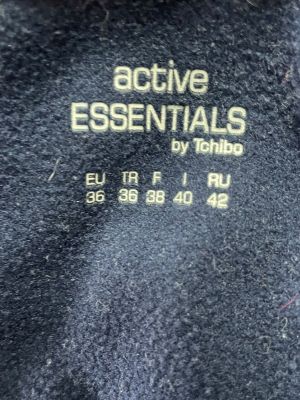 active
ESSENTIALS
by Tchibo
EU TR F I RU
36 36 38 40 42